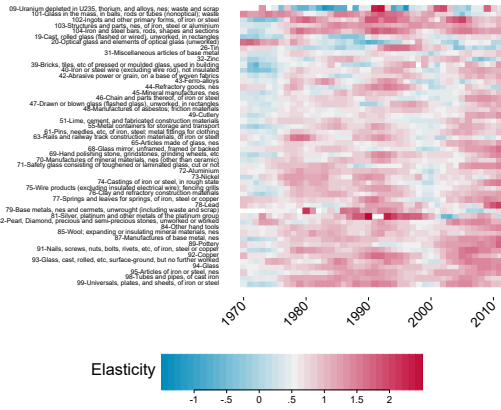 09-Uranium depleted in U235, thorium, and alloys, nes; waste and scrap
101-Glass in the mass, in balls, rods or tubes (nonoptical); waste
102-Ingots and other primary forms, of iron or steel
103-Structures and parts, nes, of iron, steel or aluminium
104-Iron and steel bars, rods, shapes and sections
19-Cast, rolled glass (flashed or wired), unworked, in rectangles
20-Optical glass and elements of optical glass (unworked)
26-Tin
31-Miscellaneous articles of base metal
32-Zinc
39-Bricks, tiles, etc of pressed or moulded glass, used in building
40-Iron or steel wire (excluding wire rod), not insulated
42-Abrasive power or grain, on a base of woven fabrics
43-Ferro-alloys
44-Refractory goods, nes
45-Mineral manufactures, nes
46-Chain and parts thereof, of iron or steel
47-Drawn or blown glass (flashed glass), unworked, in rectangles
48-Manufactures of asbestos; friction materials
49-Cutlery
51-Lime, cement, and fabricated construction materials
55-Metal containers for storage and transport
61-Pins, needles, etc, of iron, steel; metal fittings for clothing
63-Rails and railway track construction materials, of iron or steel
65-Articles made of glass, nes
68-Glass mirror, unframed, framed or backed
69-Hand polishing stone, grindstones, grinding wheels, etc
70-Manufactures of mineral materials, nes (other than ceramic)
71-Safety glass consisting of toughened or laminated glass, cut or not
72-Aluminium
73-Nickel
74-Castings of iron or steel, in rough state
75-Wire products (excluding insulated electrical wire); fencing grills
76-Clay and refractory construction materials
77-Springs and leaves for springs, of iron, steel or copper
78-Lead
79-Base metals, nes and cermets, unwrought (including waste and scrap)
81-Silver, platinum and other metals of the platinum group
82-Pearl, Diamond, precious and semi-precious stones, unworked or worked
84-Other hand tools
85-Wool; expanding or insulating mineral materials, nes
87-Manufactures of base metal, nes
89-Pottery
91-Nails, screws, nuts, bolts, rivets, etc, of iron, steel or copper
92-Copper
93-Glass, cast, rolled, etc, surface-ground, but no further worked
94-Glass
95-Articles of iron or steel, nes
98-Tubes and pipes, of cast iron
99-Universals, plates, and sheets, of iron or steel
1970 1980 1990 2000 2010
Elasticity
-1 -.5 0 .5 1 1.5 2